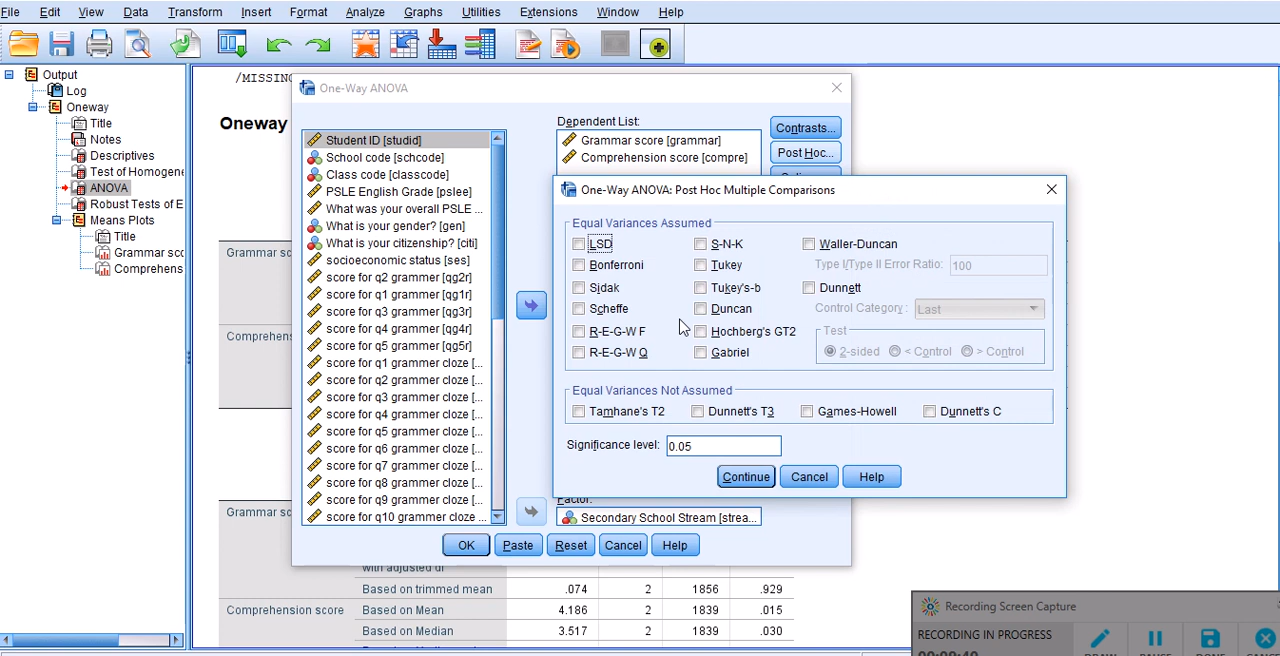 File Edit View Data Transform Insert Format Analyze Graphs Utilities Extensions Window Help
Output
Log
Oneway
Title
Notes
Descriptives
Test of Homogene
ANOVA
Robust Tests of E
Means Plots
Title
Grammar sc
Comprehens
/MISSING
Oneway
Grammar sc
Comprehens
Grammar sc
with adjusted df
Based on trimmed mean .074 2 1856 .929
Comprehension score Based on Mean 4.186 2 1839 .015
Based on Median 3.517 2 1839 .030
One-Way ANOVA
Student ID [studid]
School code [schcode]
Class code [classcode]
PSLE English Grade [pslee]
What was your overall PSLE ...
What is your gender? [gen]
What is your citizenship? [citi]
socioeconomic status [ses]
score for q2 grammer [qg2r]
score for q1 grammer [qg1r]
score for q3 grammer [qg3r]
score for q4 grammer [qg4r]
score for q5 grammer [qg5r]
score for q1 grammer cloze [...
score for q2 grammer cloze [...
score for q3 grammer cloze [...
score for q4 grammer cloze [...
score for q5 grammer cloze [...
score for q6 grammer cloze [...
score for q7 grammer cloze [...
score for q8 grammer cloze [...
score for q9 grammer cloze [...
score for q10 grammer cloze ...
Dependent List:
Grammar score [grammar]
Comprehension score [compre]
Contrasts...
Post Hoc...
Factor:
Secondary School Stream [strea...
OK Paste Reset Cancel Help
One-Way ANOVA: Post Hoc Multiple Comparisons
Equal Variances Assumed
LSD S-N-K Waller-Duncan
Bonferroni Tukey Type I/Type II Error Ratio: 100
Sidak Tukey's-b Dunnett
Scheffe Duncan Control Category: Last
R-E-G-W F Hochberg's GT2 Test
R-E-G-W Q Gabriel 2-sided < Control > Control
Equal Variances Not Assumed
Tamhane's T2 Dunnett's T3 Games-Howell Dunnett's C
Significance level: 0.05
Continue Cancel Help
Recording Screen Capture
RECORDING IN PROGRESS